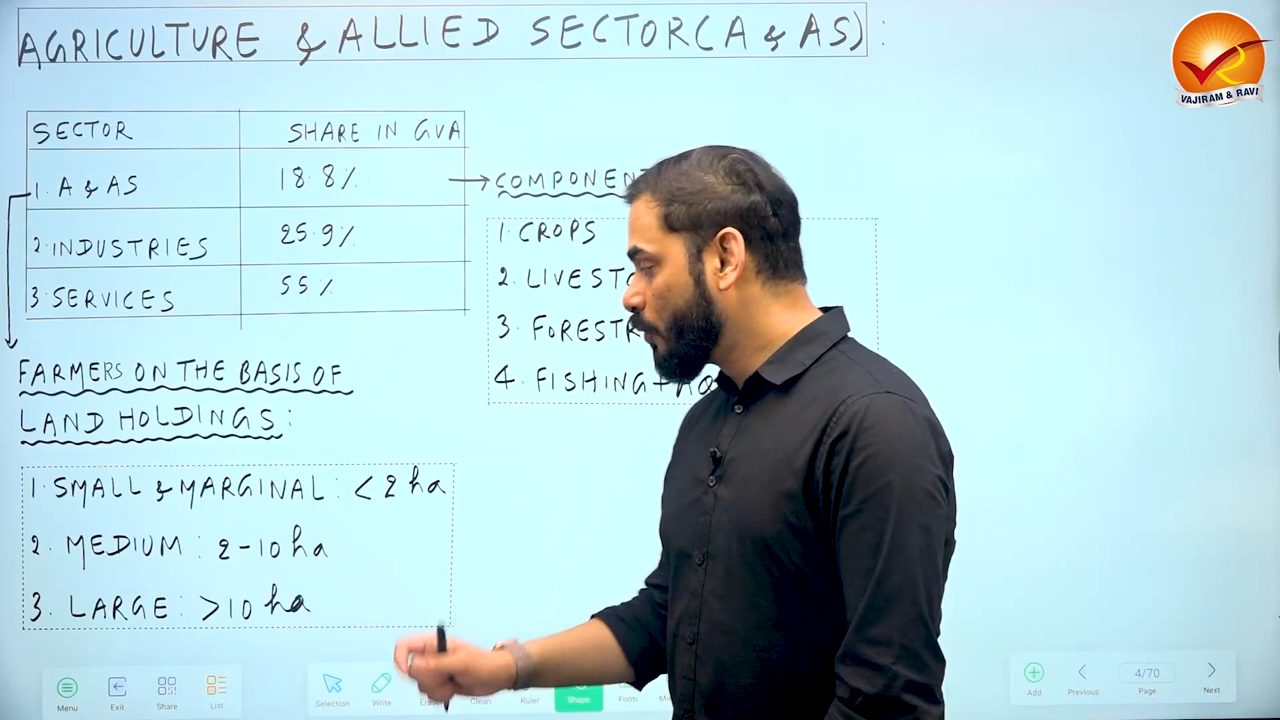 AGRICULTURE & ALLIED SECTOR (A & AS) :
VAJIRAM & RAVI
SECTOR SHARE IN GVA
1. A & AS 18.8%
2. INDUSTRIES 25.9%
3. SERVICES 55%
COMPONEN
1. CROPS
2. LIVESTO
3. FORESTR
4. FISHING +
FARMERS ON THE BASIS OF
LAND HOLDINGS :
1. SMALL & MARGINAL : < 2 ha
2. MEDIUM : 2-10 ha
3. LARGE : >10 ha
Menu Exit Share List Selection Write Clean Ruler Shape Form Add Previous 4/70 Page Next